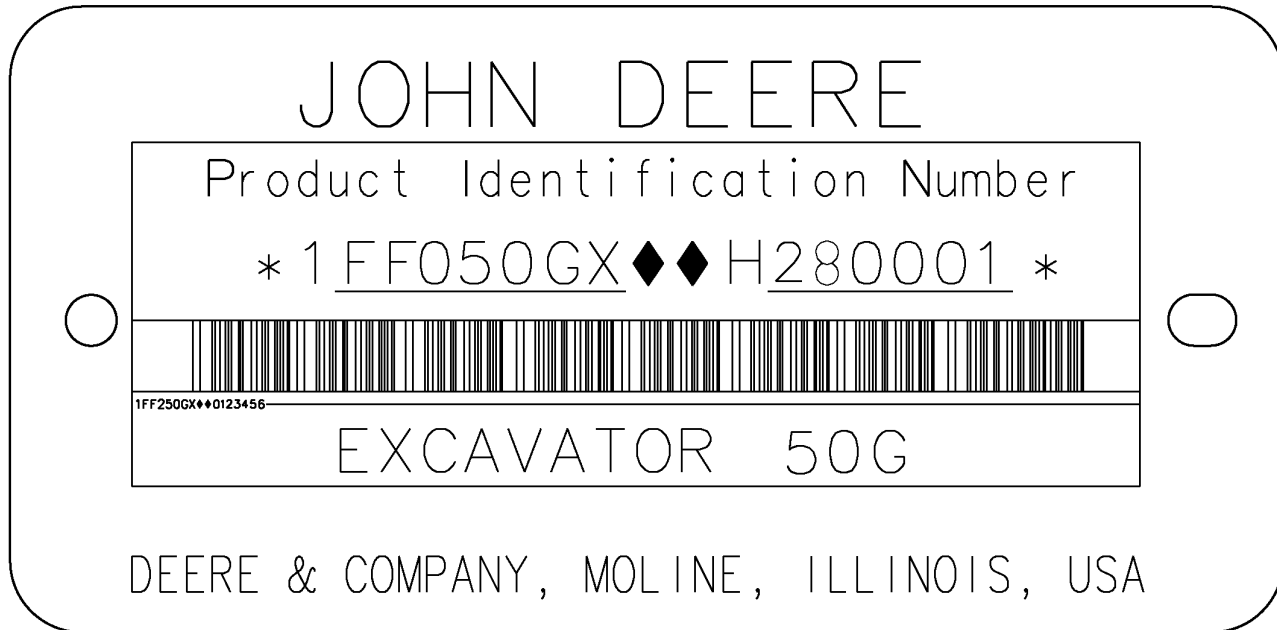 JOHN DEERE
Product Identification Number
*1FF050GX♦♦H280001*
1FF250GX♦♦0123456
EXCAVATOR 50G
DEERE & COMPANY, MOLINE, ILLINOIS, USA